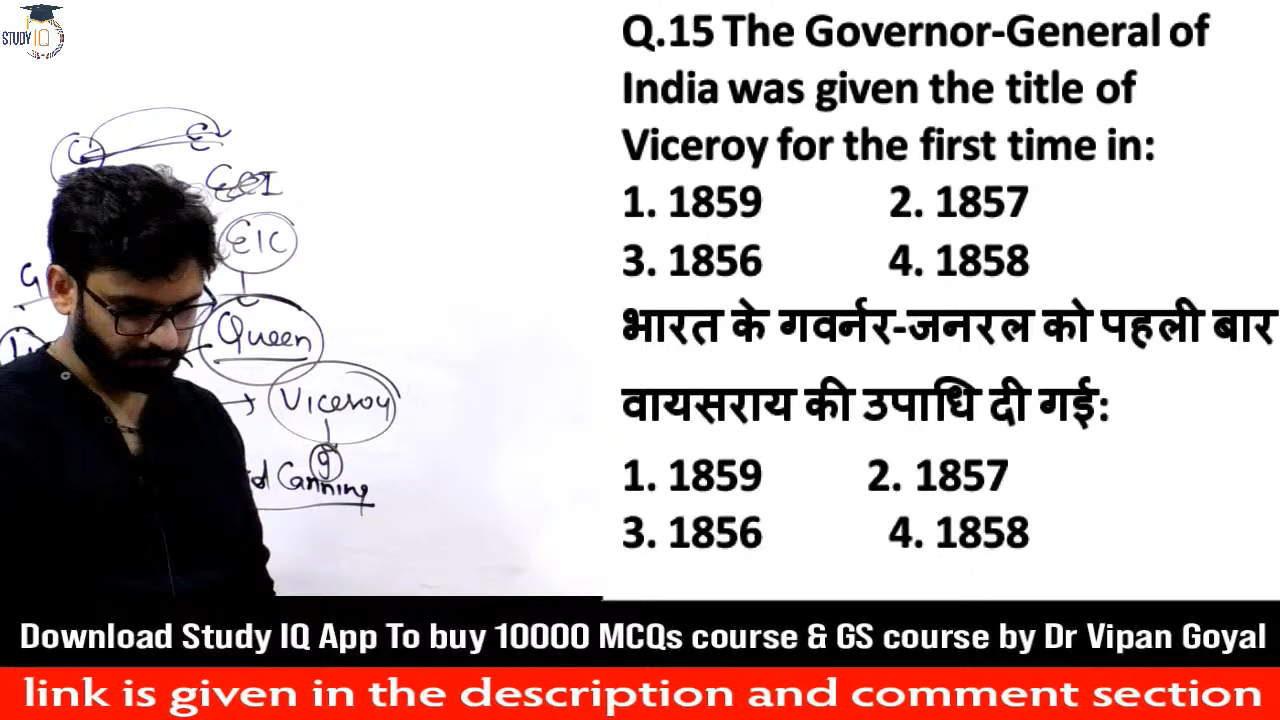 STUDY IQ
EIC
Queen
Viceroy
Canning
Q.15 The Governor-General of
India was given the title of
Viceroy for the first time in:
1. 1859 2. 1857
3. 1856 4. 1858
भारत के गवर्नर-जनरल को पहली बार
वायसराय की उपाधि दी गई:
1. 1859 2. 1857
3. 1856 4. 1858
Download Study IQ App To buy 10000 MCQs course & GS course by Dr Vipan Goyal
link is given in the description and comment section